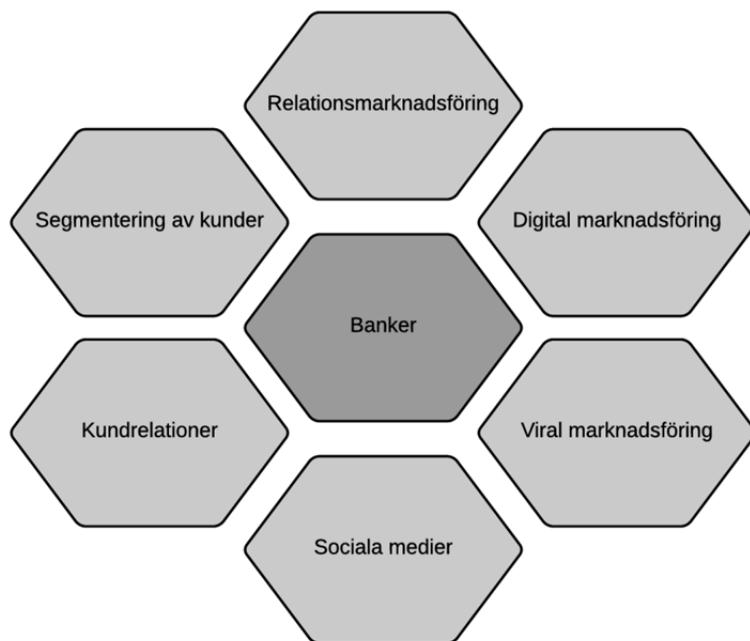 Relationsmarknadsföring
Segmentering av kunder
Digital marknadsföring
Banker
Kundrelationer
Viral marknadsföring
Sociala medier